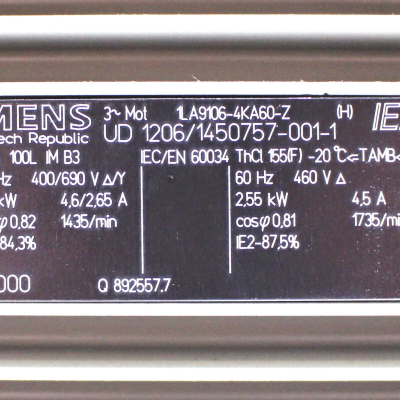 MENS 3~ Mot 1LA9106-4KA60-Z (H) IE
ech Republic UD 1206/1450757-001-1
100L IM B3 IEC/EN 60034 ThCl 155(F) -20°C<=TAMB<=
Hz 400/690 V Δ/Y 60 Hz 460 V Δ
kW 4,6/2,65 A 2,55 kW 4,5 A
φ 0,82 1435/min cosφ 0,81 1735/min
84,3% IE2-87,5%
000 Q 892557.7